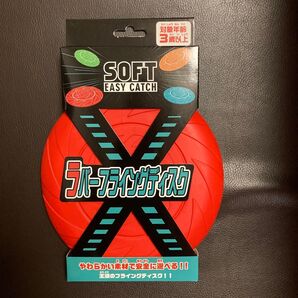 対象年齢
3歳以上
SOFT
EASY CATCH
ラバーフライングディスク
やわらかい素材で安全に遊べる!!
王様のフライングディスク!!